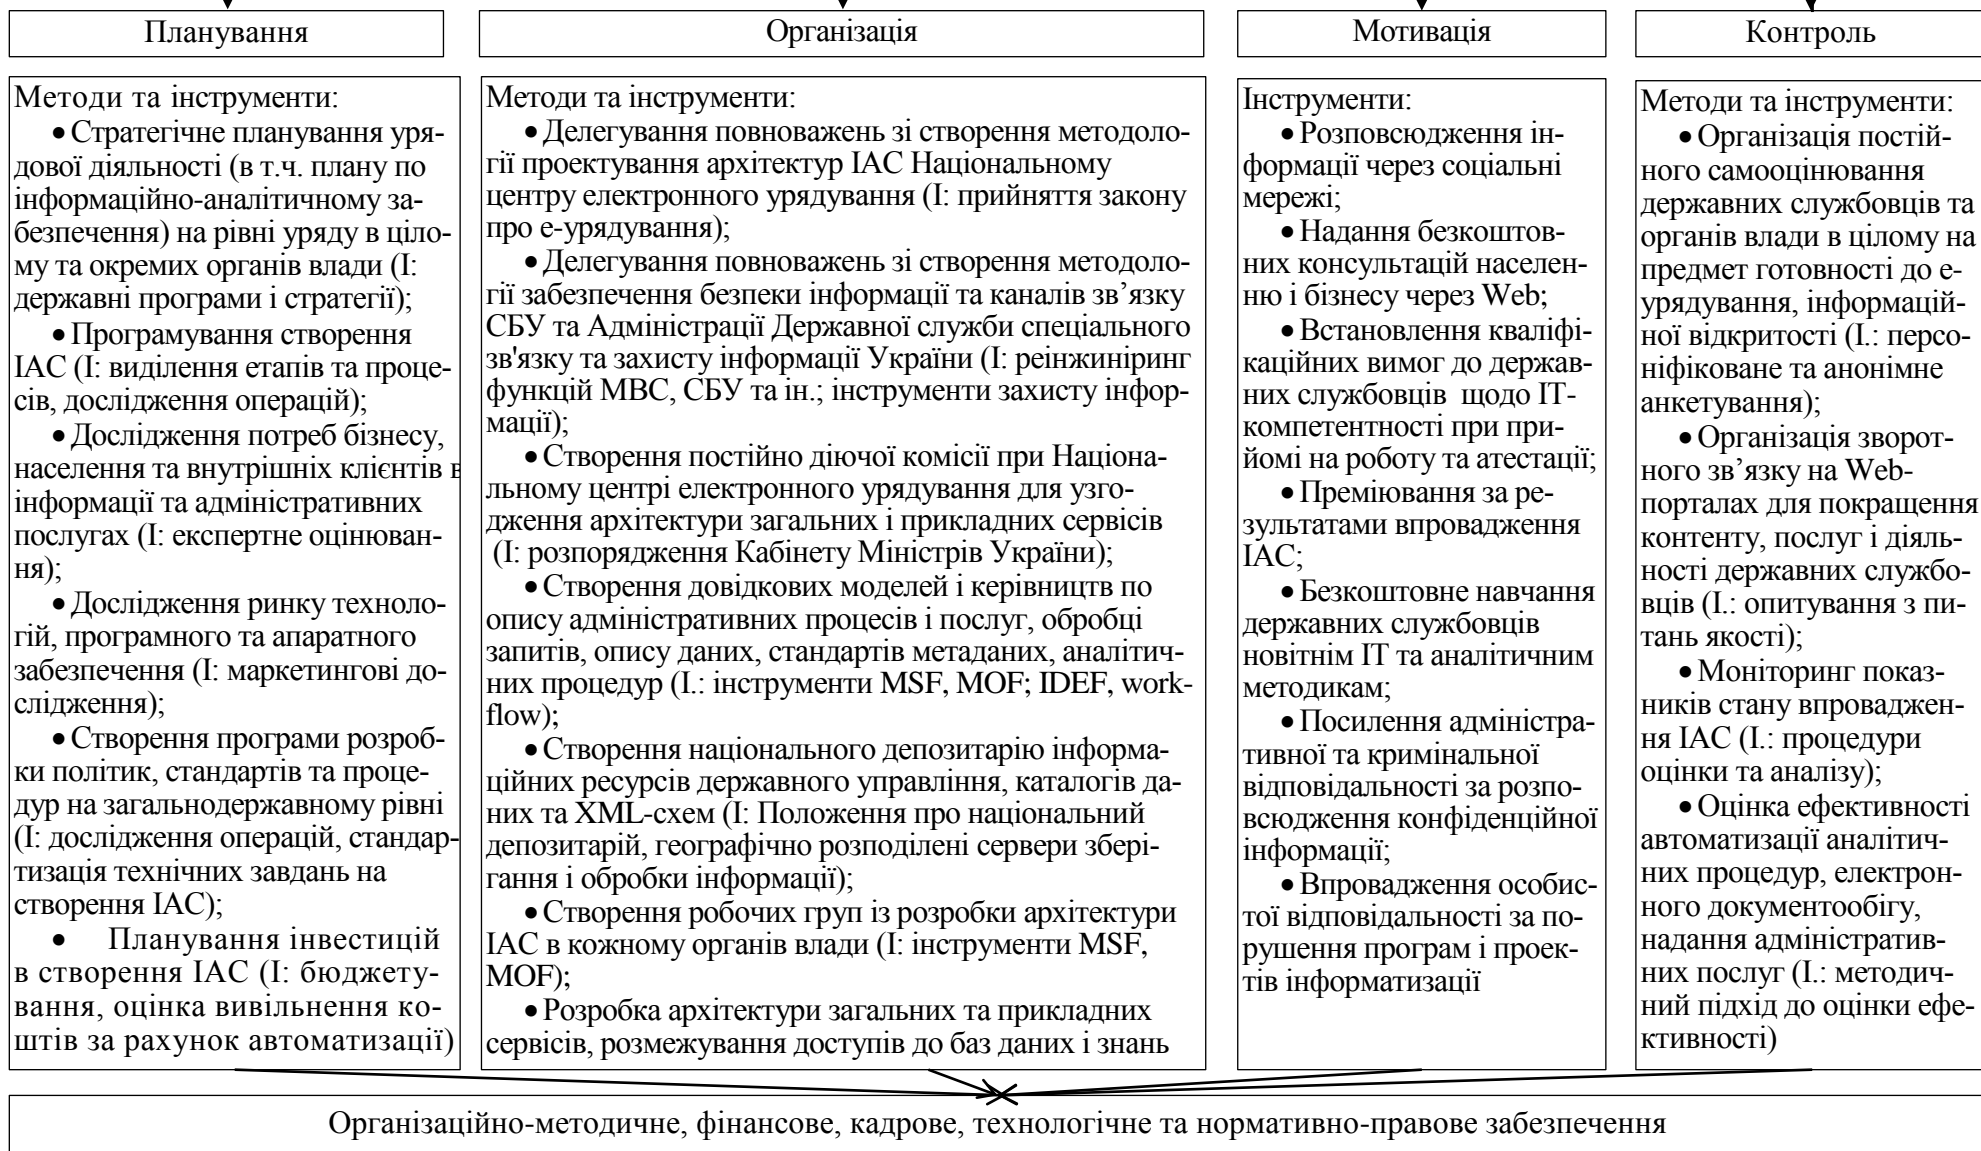 Планування
Організація
Мотивація
Контроль
Методи та інструменти:
• Стратегічне планування уря-
дової діяльності (в т.ч. плану по
інформаційно-аналітичному за-
безпечення) на рівні уряду в ціло-
му та окремих органів влади (І:
державні програми і стратегії);
• Програмування створення
ІАС (І: виділення етапів та проце-
сів, дослідження операцій);
• Дослідження потреб бізнесу,
населення та внутрішніх клієнтів в
інформації та адміністративних
послугах (І: експертне оцінюван-
ня);
• Дослідження ринку техноло-
гій, програмного та апаратного
забезпечення (І: маркетингові до-
слідження);
• Створення програми розроб-
ки політик, стандартів та проце-
дур на загальнодержавному рівні
(І: дослідження операцій, стандар-
тизація технічних завдань на
створення ІАС);
• Планування інвестицій
в створення ІАС (І: бюджету-
вання, оцінка вивільнення ко-
штів за рахунок автоматизації)
Методи та інструменти:
• Делегування повноважень зі створення методоло-
гії проектування архітектур ІАС Національному
центру електронного урядування (І: прийняття закону
про е-урядування);
• Делегування повноважень зі створення методоло-
гії забезпечення безпеки інформації та каналів зв’язку
СБУ та Адміністрації Державної служби спеціального
зв'язку та захисту інформації України (І: реінжиніринг
функцій МВС, СБУ та ін.; інструменти захисту інфор-
мації);
• Створення постійно діючої комісії при Націона-
льному центрі електронного урядування для узго-
дження архітектури загальних і прикладних сервісів
(І: розпорядження Кабінету Міністрів України);
• Створення довідкових моделей і керівництв по
опису адміністративних процесів і послуг, обробці
запитів, опису даних, стандартів метаданих, аналітич-
них процедур (І.: інструменти MSF, MOF; IDEF, work-
flow);
• Створення національного депозитарію інформа-
ційних ресурсів державного управління, каталогів да-
них та XML-схем (І: Положення про національний
депозитарій, географічно розподілені сервери збері-
гання і обробки інформації);
• Створення робочих груп із розробки архітектури
ІАС в кожному органів влади (І: інструменти MSF,
MOF);
• Розробка архітектури загальних та прикладних
сервісів, розмежування доступів до баз даних і знань
Інструменти:
• Розповсюдження ін-
формації через соціальні
мережі;
• Надання безкоштов-
них консультацій населен-
ню і бізнесу через Web;
• Встановлення кваліфі-
каційних вимог до держав-
них службовців щодо ІТ-
компетентності при при-
йомі на роботу та атестації;
• Преміювання за ре-
зультатами впровадження
ІАС;
• Безкоштовне навчання
державних службовців
новітнім ІТ та аналітичним
методикам;
• Посилення адміністра-
тивної та кримінальної
відповідальності за розпо-
всюдження конфіденційної
інформації;
• Впровадження особис-
тої відповідальності за по-
рушення програм і проек-
тів інформатизації
Методи та інструменти:
• Організація постій-
ного самооцінювання
державних службовців та
органів влади в цілому на
предмет готовності до е-
урядування, інформацій-
ної відкритості (І.: персо-
ніфіковане та анонімне
анкетування);
• Організація зворот-
ного зв’язку на Web-
порталах для покращення
контенту, послуг і діяль-
ності державних службо-
вців (І.: опитування з пи-
тань якості);
• Моніторинг показ-
ників стану впроваджен-
ня ІАС (І.: процедури
оцінки та аналізу);
• Оцінка ефективності
автоматизації аналітич-
них процедур, електрон-
ного документообігу,
надання адміністратив-
них послуг (І.: методич-
ний підхід до оцінки ефе-
ктивності)
Організаційно-методичне, фінансове, кадрове, технологічне та нормативно-правове забезпечення